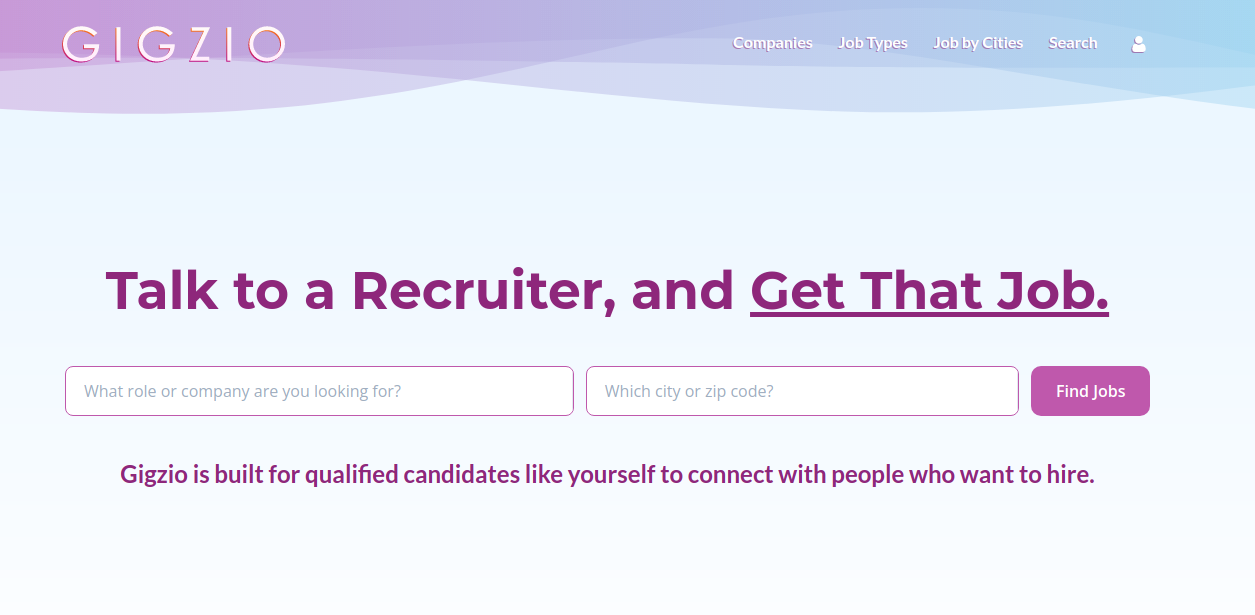 GIGZIO
Companies Job Types Job by Cities Search
Talk to a Recruiter, and Get That Job.
What role or company are you looking for? Which city or zip code? Find Jobs
Gigzio is built for qualified candidates like yourself to connect with people who want to hire.